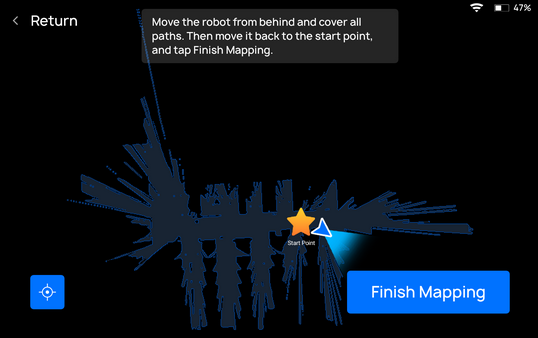 Return
Move the robot from behind and cover all
paths. Then move it back to the start point,
and tap Finish Mapping.
47%
Start Point
Finish Mapping